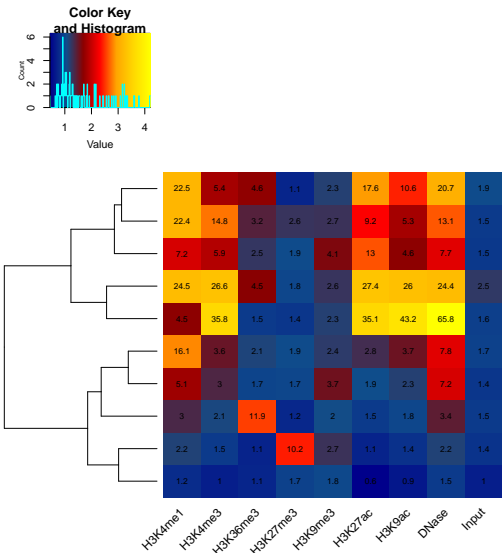 Color Key
and Histogram
Count
0 2 4 6
1 2 3 4
Value
22.5 5.4 4.6 1.1 2.3 17.6 10.6 20.7 1.9
22.4 14.8 3.2 2.6 2.7 9.2 5.3 13.1 1.5
7.2 5.9 2.5 1.9 4.1 13 4.6 7.7 1.5
24.5 26.6 4.5 1.8 2.6 27.4 26 24.4 2.5
4.5 35.8 1.5 1.4 2.3 35.1 43.2 65.8 1.6
16.1 3.6 2.1 1.9 2.4 2.8 3.7 7.8 1.7
5.1 3 1.7 1.7 3.7 1.9 2.3 7.2 1.4
3 2.1 11.9 1.2 2 1.5 1.8 3.4 1.5
2.2 1.5 1.1 10.2 2.7 1.1 1.4 2.2 1.4
1.2 1 1.1 1.7 1.8 0.9 1.5 1
H3K4me1 H3K4me3 H3K36me3 H3K27me3 H3K9me3 H3K27ac H3K9ac DNase Input